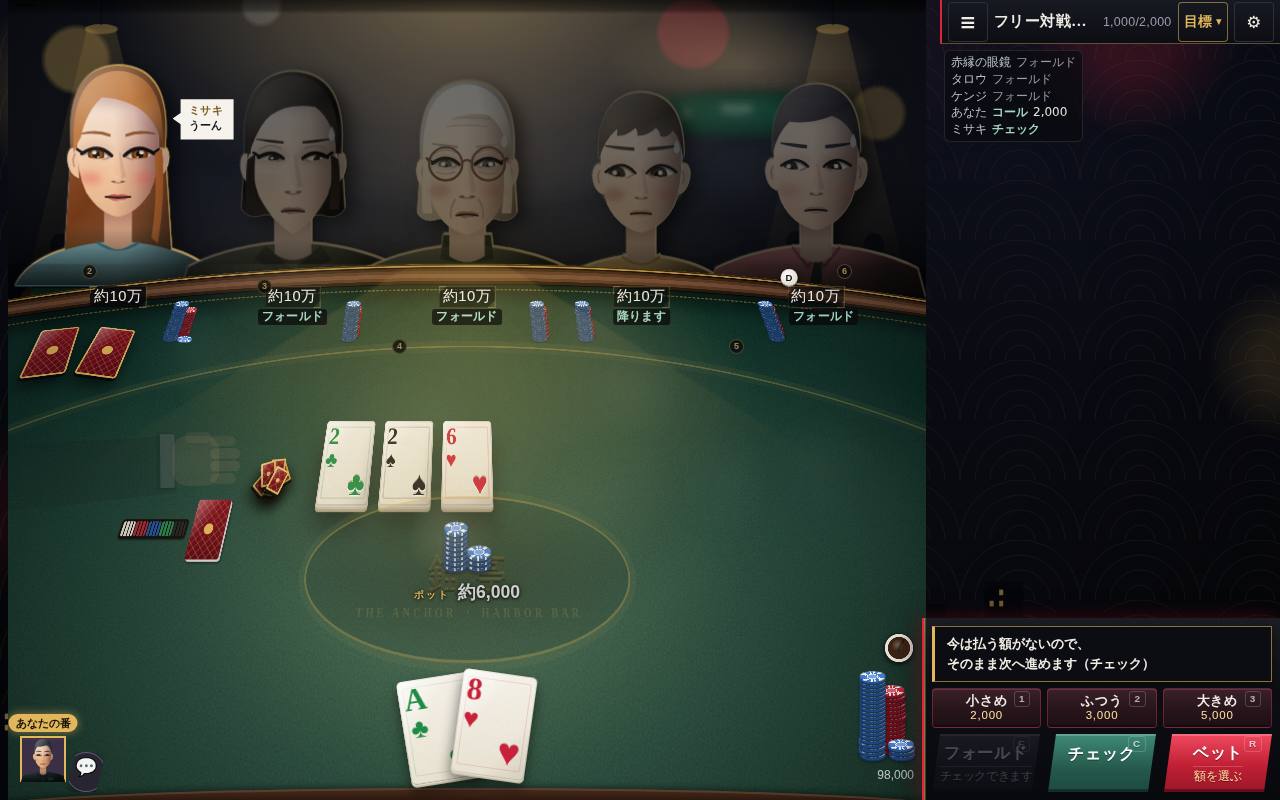 フリー対戦… 1,000/2,000 目標▾
赤縁の眼鏡 フォールド
タロウ フォールド
ケンジ フォールド
あなた コール 2,000
ミサキ チェック
ミサキ
うーん
2
3
D
6
約10万
約10万
約10万
約10万
約10万
フォールド
フォールド
降ります
フォールド
4
5
2
2
6
ポット 約6,000
THE ANCHOR · HARBOR BAR
A
8
98,000
あなたの番
今は払う額がないので、
そのまま次へ進めます（チェック）
小さめ 1
2,000
ふつう 2
3,000
大きめ 3
5,000
フォールド F
チェックできます
チェック C
ベット R
額を選ぶ